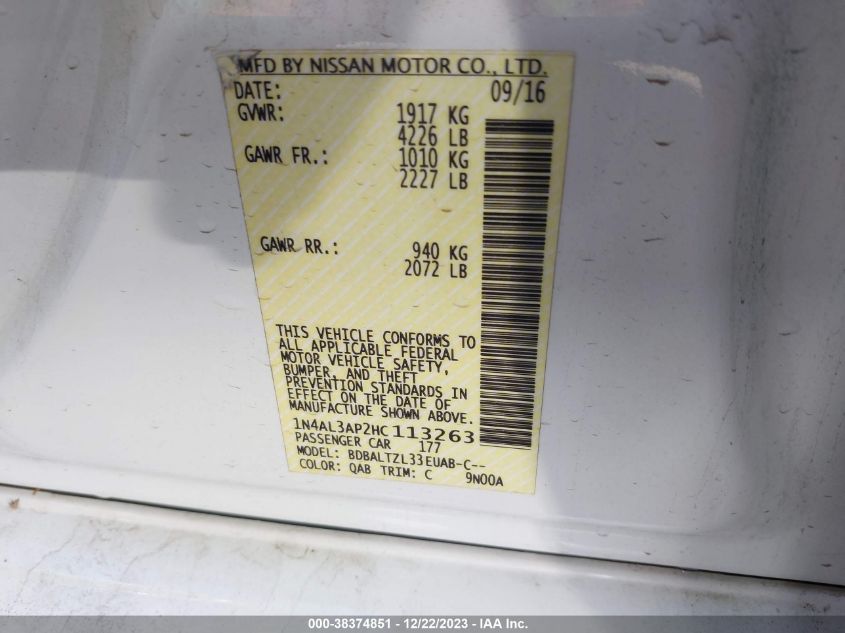 MFD BY NISSAN MOTOR CO., LTD.
DATE: 09/16
GVWR: 1917 KG
4226 LB
GAWR FR.: 1010 KG
2227 LB
GAWR RR.: 940 KG
2072 LB
THIS VEHICLE CONFORMS TO
ALL APPLICABLE FEDERAL
MOTOR VEHICLE SAFETY,
BUMPER, AND THEFT
PREVENTION STANDARDS IN
EFFECT ON THE DATE OF
MANUFACTURE SHOWN ABOVE.
1N4AL3AP2HC113263
PASSENGER CAR 177
MODEL: BDBALTZL33EUAB-C--
COLOR: QAB TRIM: C 9N00A
000-38374851 - 12/22/2023 - IAA Inc.